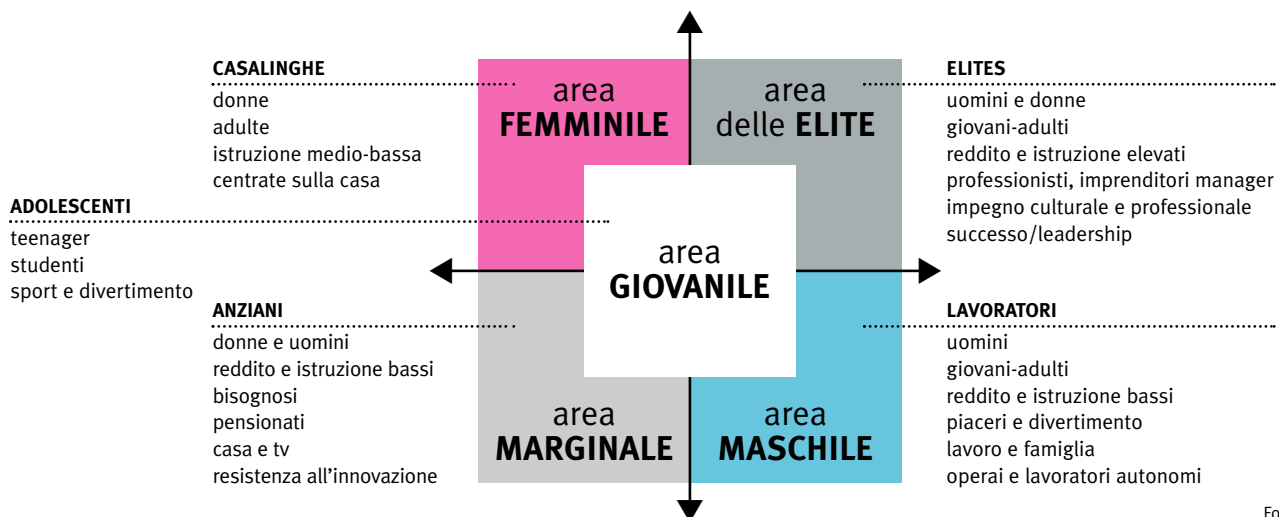 CASALINGHE
donne
adulte
istruzione medio-bassa
centrate sulla casa
area
FEMMINILE
area
delle ELITE
ELITES
uomini e donne
giovani-adulti
reddito e istruzione elevati
professionisti, imprenditori manager
impegno culturale e professionale
successo/leadership
ADOLESCENTI
teenager
studenti
sport e divertimento
area
GIOVANILE
ANZIANI
donne e uomini
reddito e istruzione bassi
bisognosi
pensionati
casa e tv
resistenza all'innovazione
area
MARGINALE
area
MASCHILE
LAVORATORI
uomini
giovani-adulti
reddito e istruzione bassi
piaceri e divertimento
lavoro e famiglia
operai e lavoratori autonomi